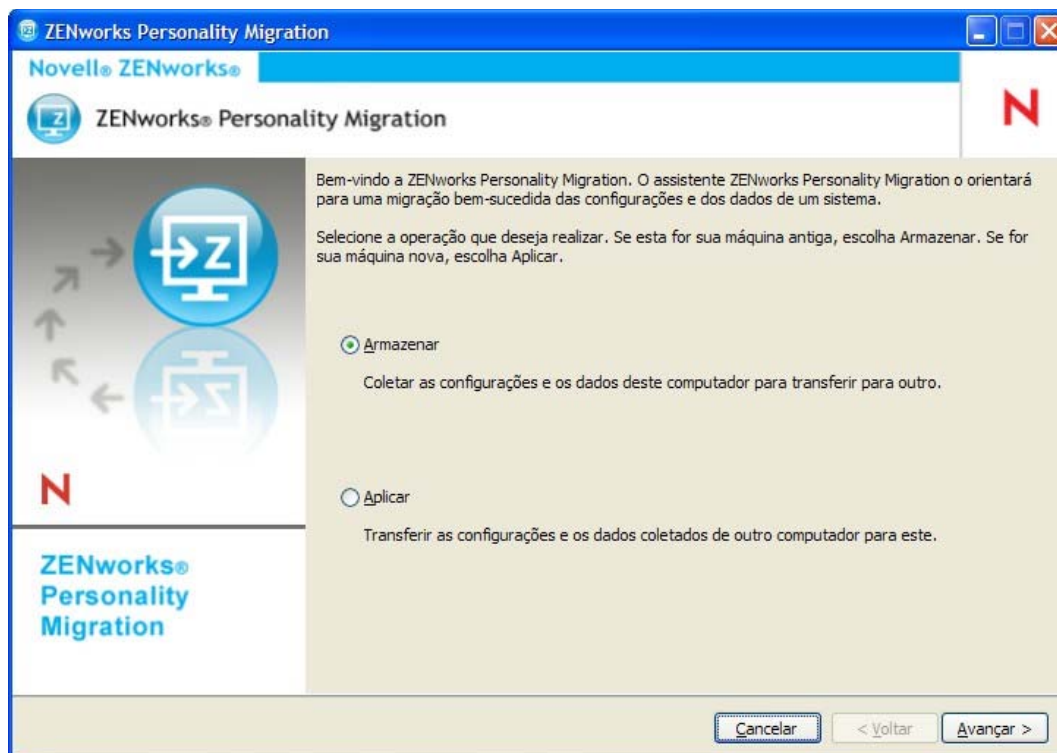 ZENworks Personality Migration
Novell® ZENworks®
ZENworks® Personality Migration
N
Bem-vindo a ZENworks Personality Migration. O assistente ZENworks Personality Migration o orientará
para uma migração bem-sucedida das configurações e dos dados de um sistema.
Selecione a operação que deseja realizar. Se esta for sua máquina antiga, escolha Armazenar. Se for
sua máquina nova, escolha Aplicar.
Z
Armazenar
Coletar as configurações e os dados deste computador para transferir para outro.
N
Aplicar
Transferir as configurações e os dados coletados de outro computador para este.
ZENworks®
Personality
Migration
Cancelar
< Voltar
Avançar >